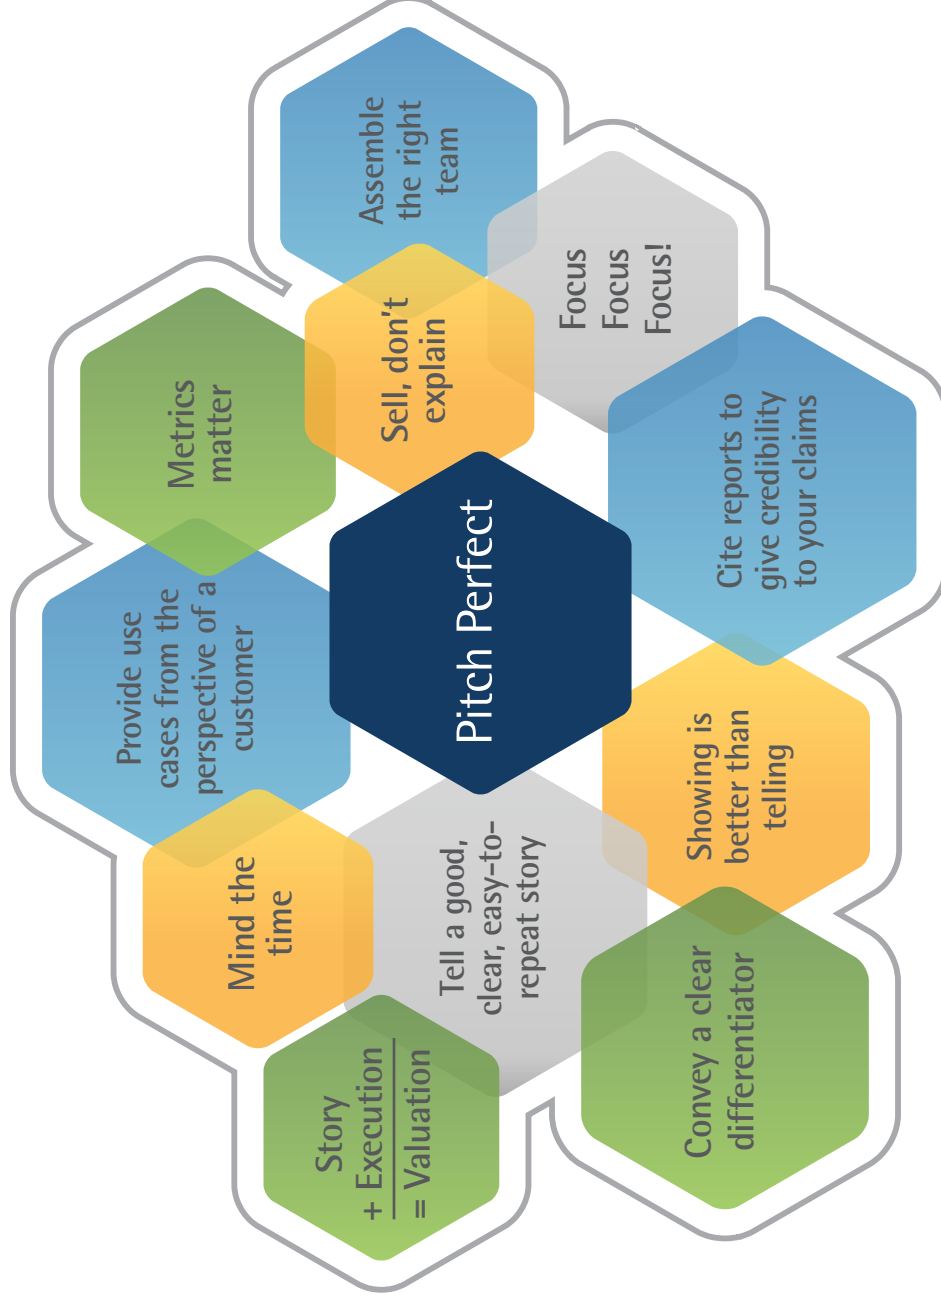 Provide use
cases from the
perspective of a
customer
Metrics
matter
Mind the
time
Story
+ Execution
= Valuation
Sell, don't
explain
Assemble
the right
team
Tell a good,
clear, easy-to-
repeat story
Pitch Perfect
Focus
Focus
Focus!
Convey a clear
differentiator
Showing is
better than
telling
Cite reports to
give credibility
to your claims